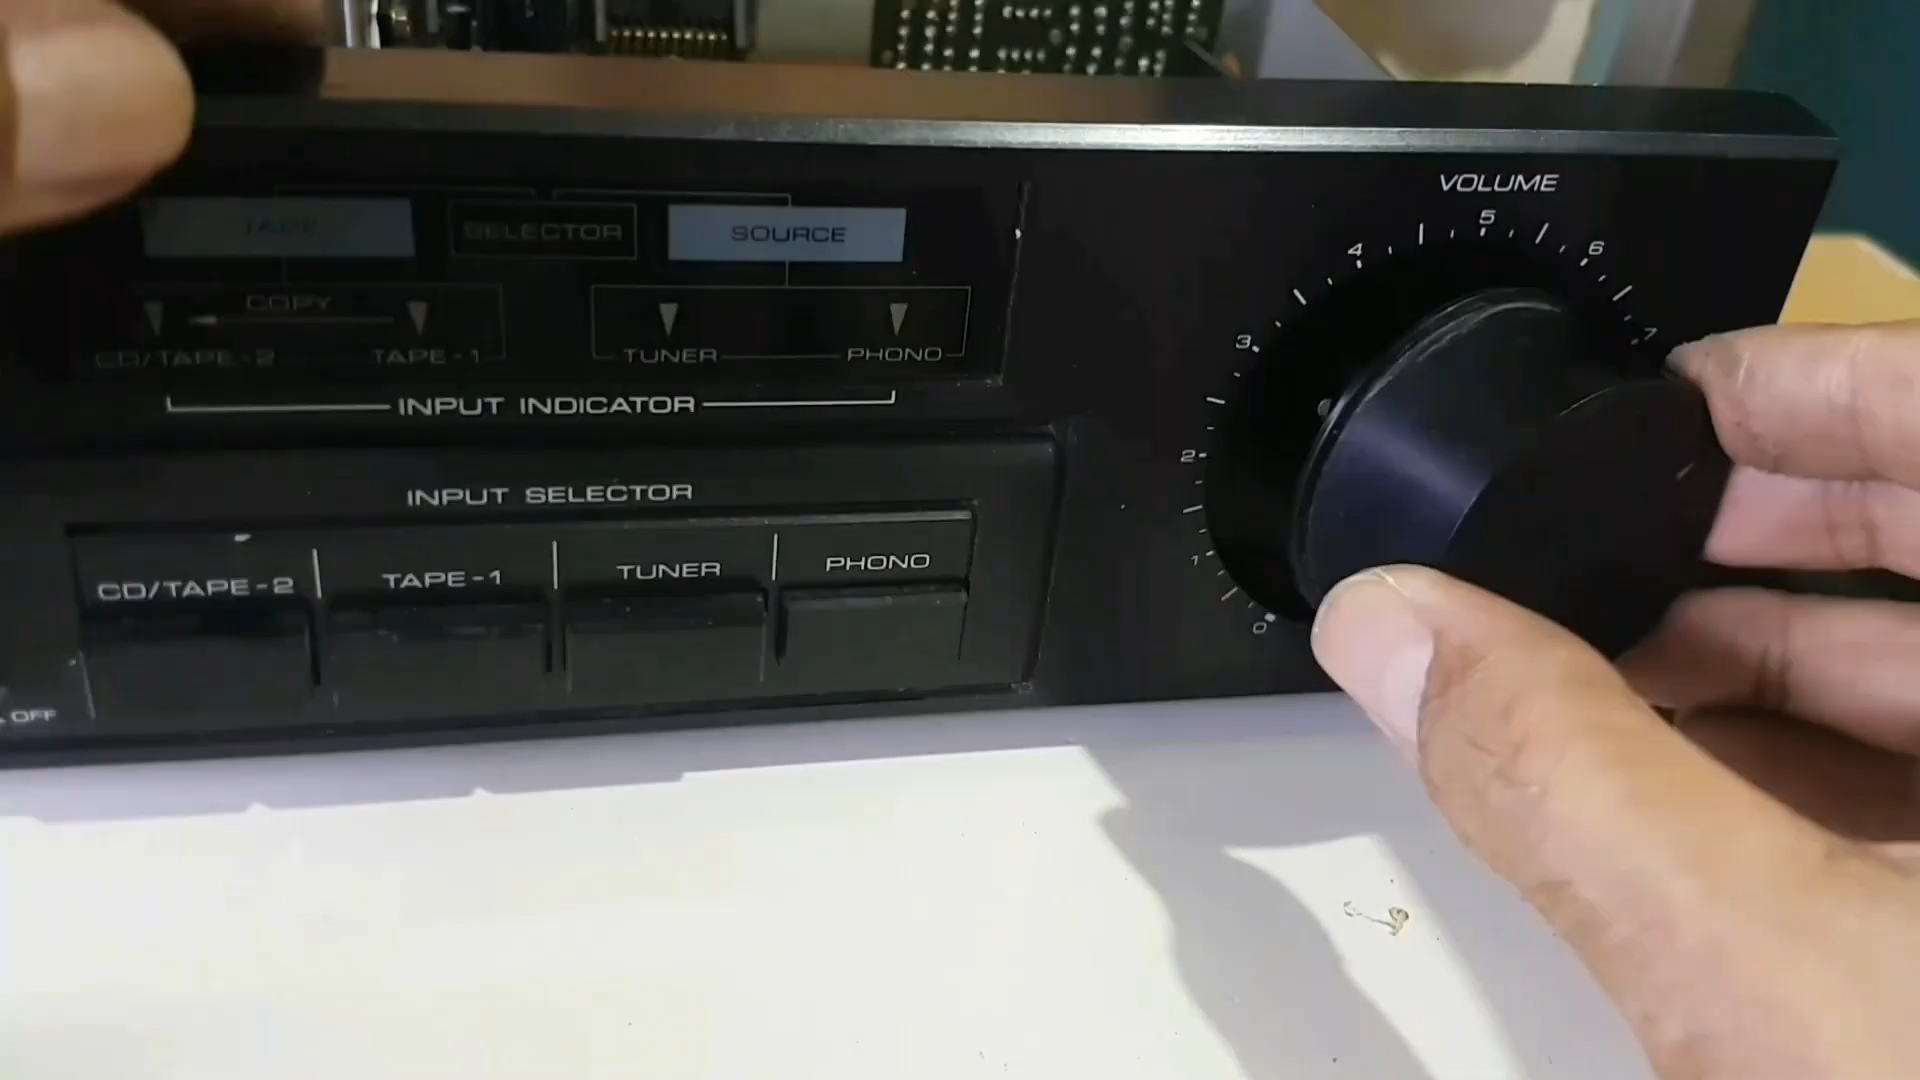 TAPE SELECTOR SOURCE
COPY
CD/TAPE-2 TAPE-1 TUNER PHONO
INPUT INDICATOR
INPUT SELECTOR
CD/TAPE-2 TAPE-1 TUNER PHONO
OFF
VOLUME
0 1 2 3 4 5 6 7